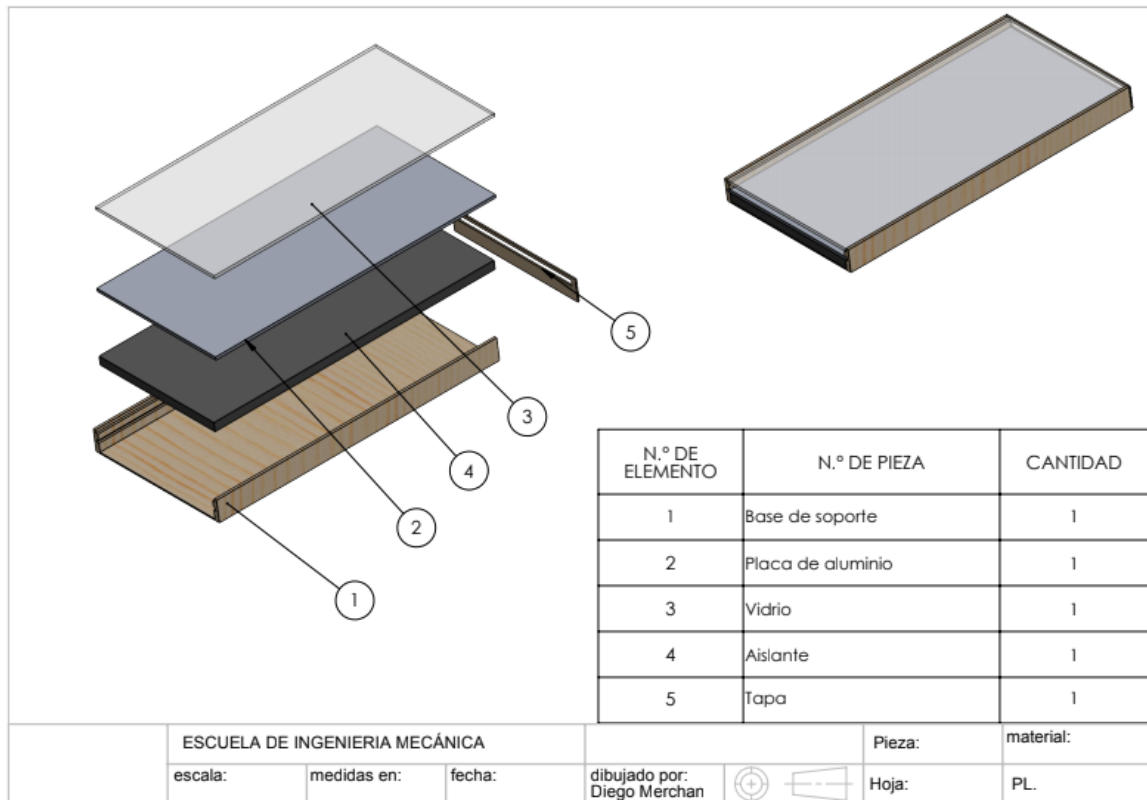 5
3
4
2
1
N.º DE ELEMENTO N.º DE PIEZA CANTIDAD
1 Base de soporte 1
2 Placa de aluminio 1
3 Vidrio 1
4 Aislante 1
5 Tapa 1
ESCUELA DE INGENIERIA MECÁNICA
Pieza:
material:
escala:
medidas en:
fecha:
dibujado por:
Diego Merchan
Hoja:
PL.